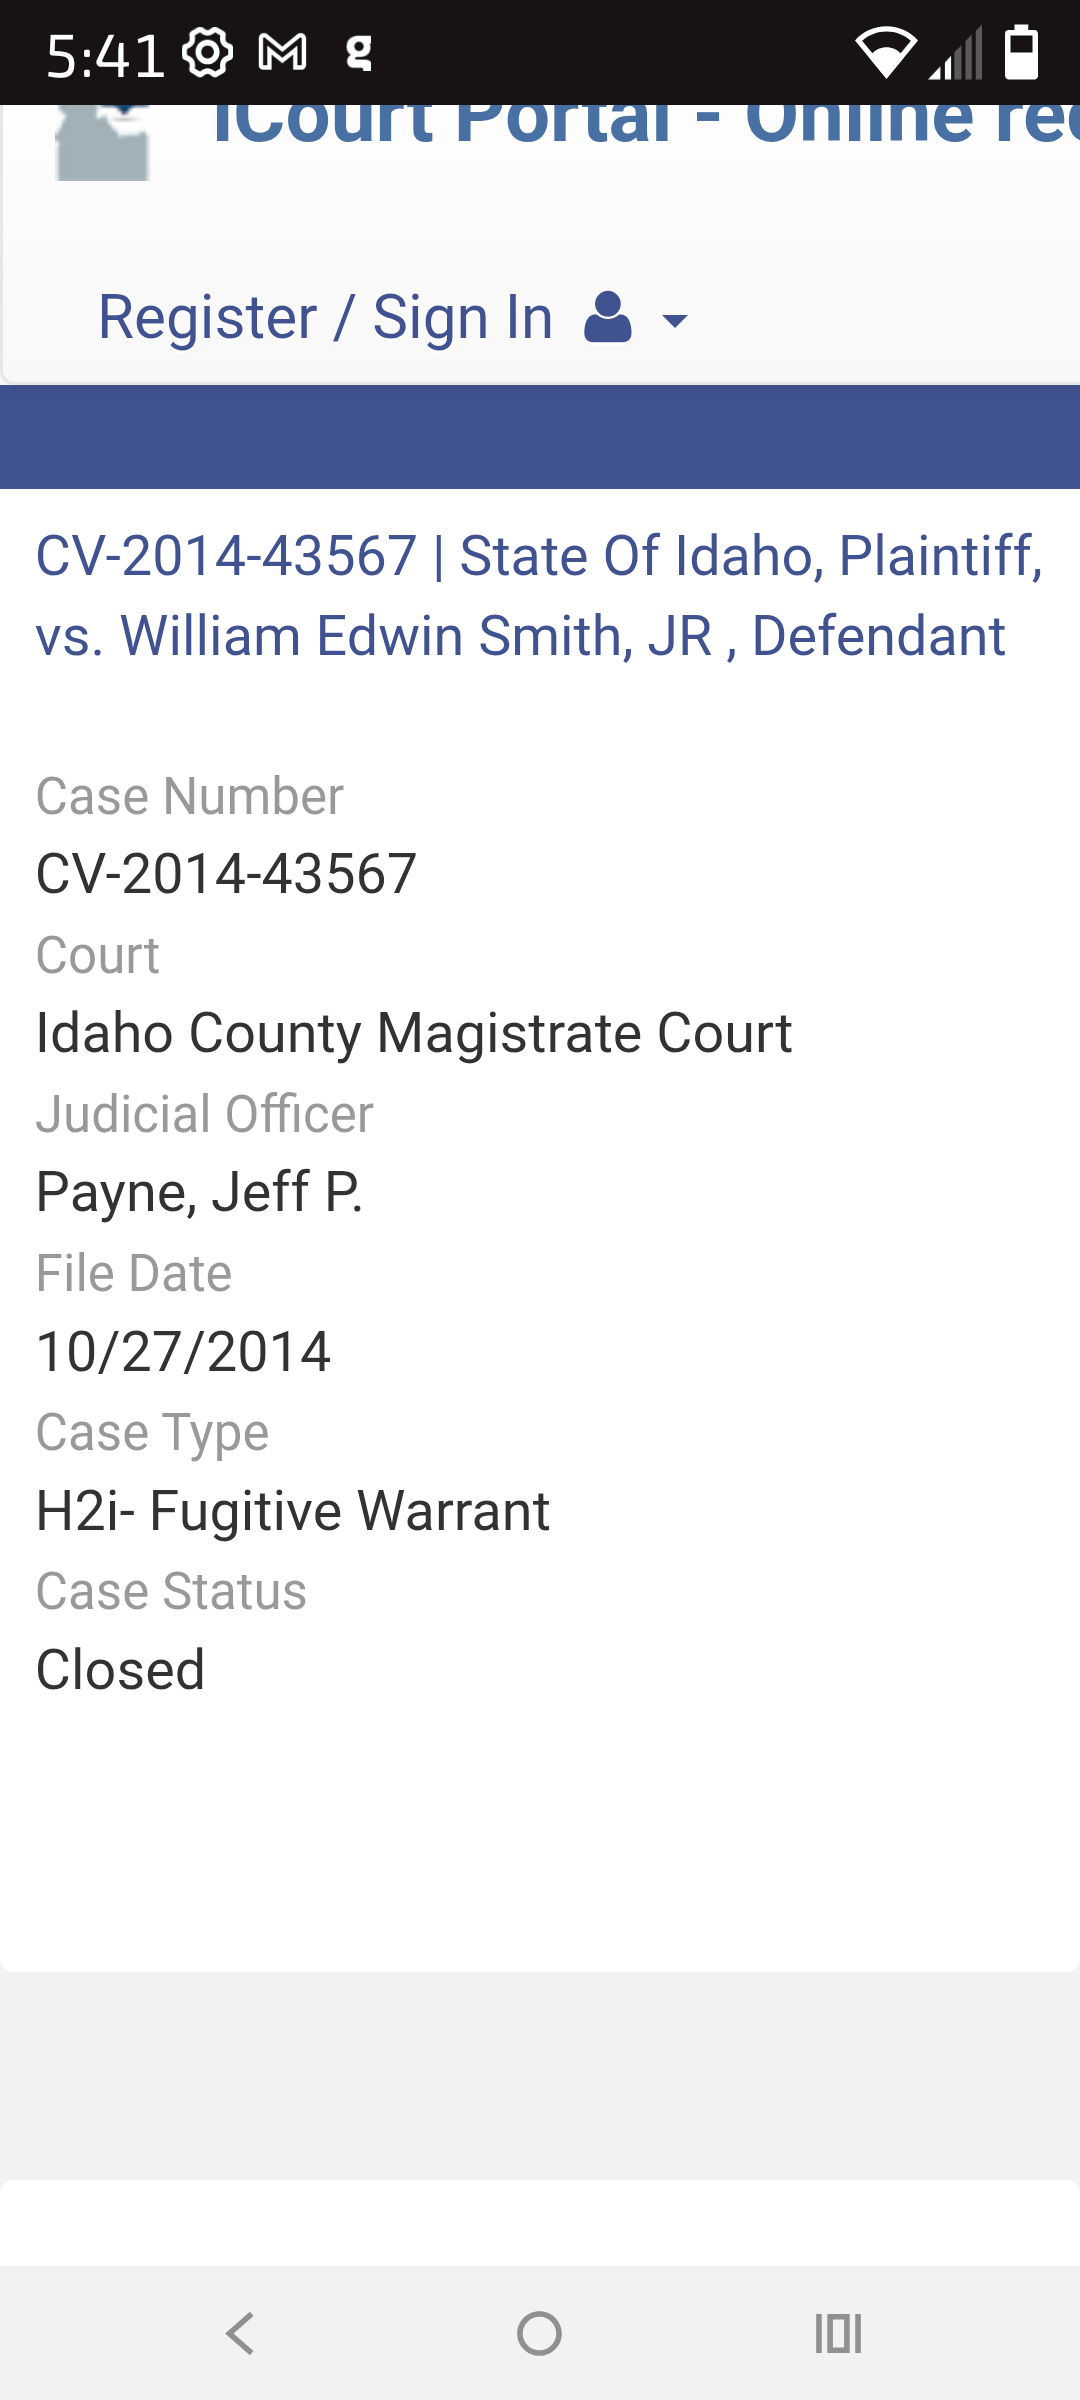 5:41
iCourt Portal - Online
Register / Sign In
CV-2014-43567 | State Of Idaho, Plaintiff,
vs. William Edwin Smith, JR , Defendant
Case Number
CV-2014-43567
Court
Idaho County Magistrate Court
Judicial Officer
Payne, Jeff P.
File Date
10/27/2014
Case Type
H2i- Fugitive Warrant
Case Status
Closed